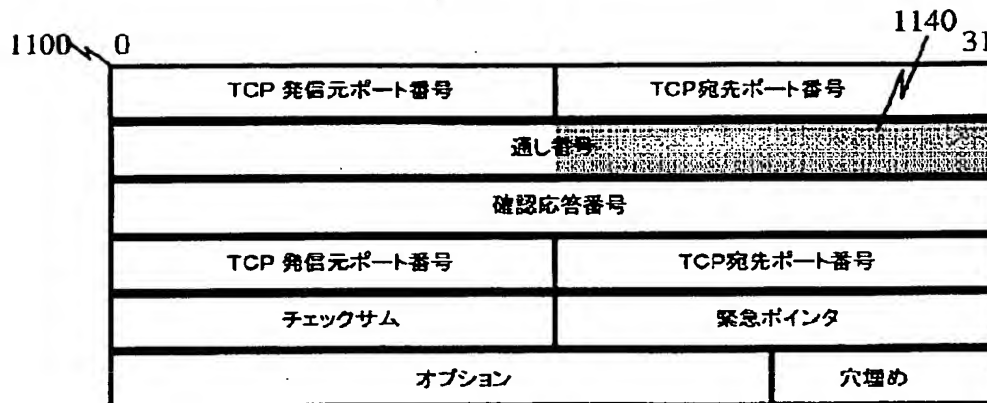 1100 0 1140 31
TCP 発信元ポート番号 TCP宛先ポート番号
通し番号
確認応答番号
TCP 発信元ポート番号 TCP宛先ポート番号
チェックサム 緊急ポインタ
オプション 穴埋め